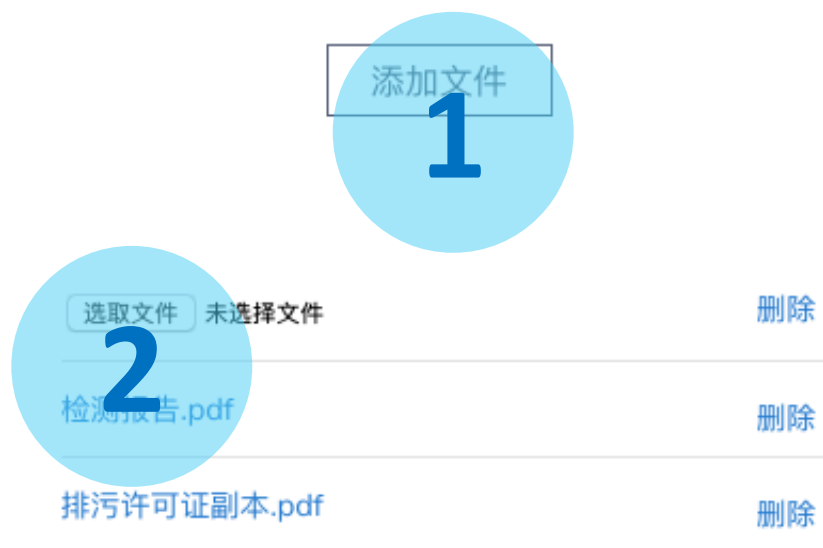 添加文件
1
选取文件 未选择文件 删除
2
检测报告.pdf 删除
排污许可证副本.pdf 删除